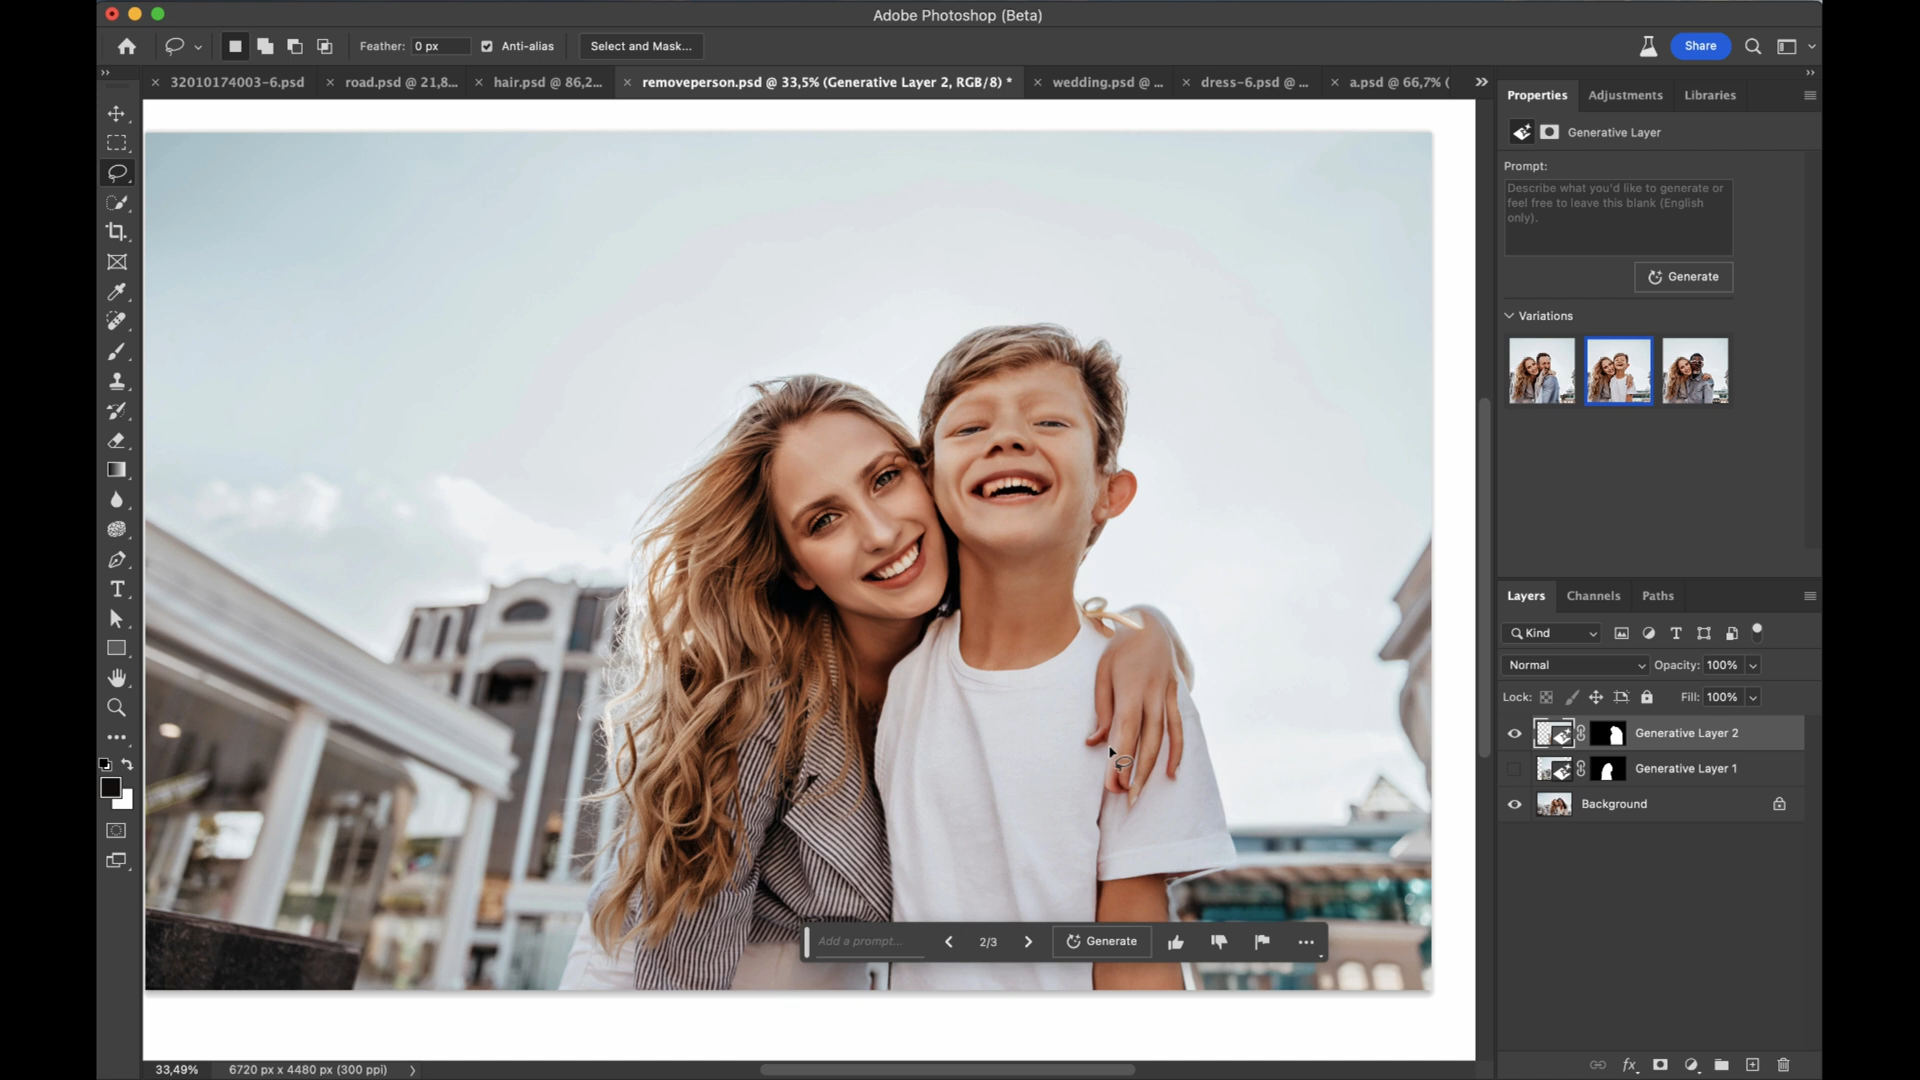 Adobe Photoshop (Beta)
Feather: 0 px Anti-alias Select and Mask... Share
32010174003-6.psd road.psd @ 21,8... hair.psd @ 86,2... removeperson.psd @ 33,5% (Generative Layer 2, RGB/8) * wedding.psd @ ... dress-6.psd @ ... a.psd @ 66,7% (
Properties Adjustments Libraries
Generative Layer
Prompt:
Describe what you'd like to generate or
feel free to leave this blank (English
only).
Generate
Variations
Layers Channels Paths
Kind
Normal Opacity: 100%
Lock: Fill: 100%
Generative Layer 2
Generative Layer 1
Background
Add a prompt... 2/3 Generate
33,49% 6720 px x 4480 px (300 ppi)